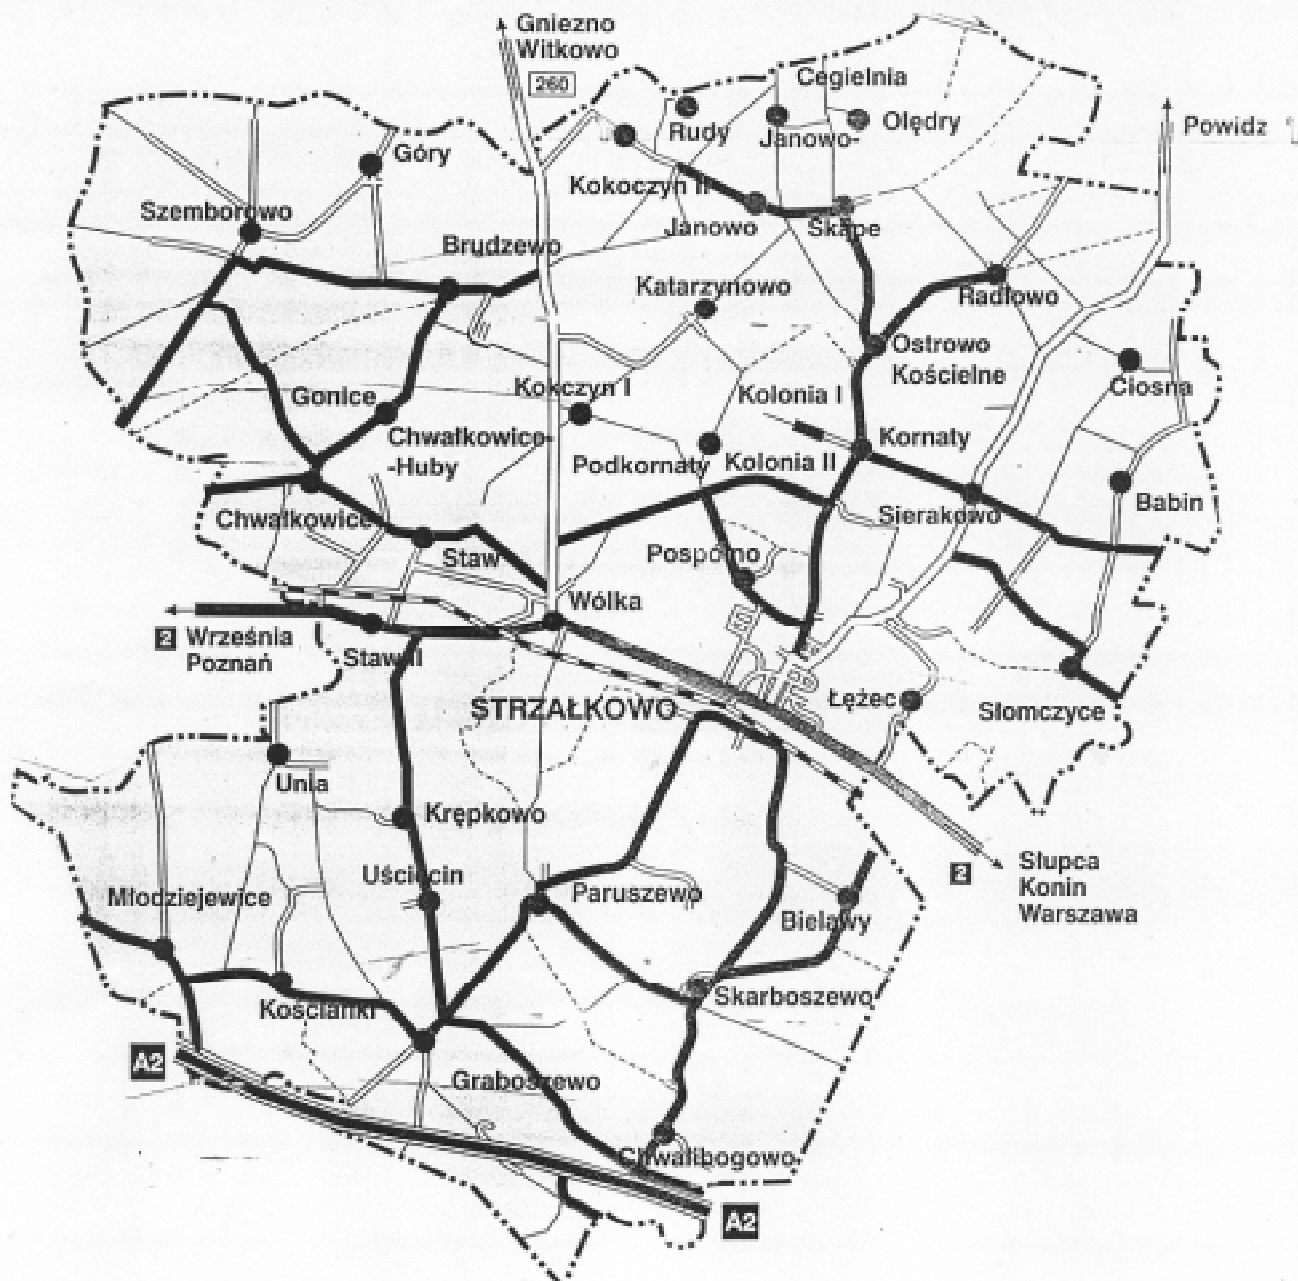 Gniezno
Witkowo
260
Cegielnia
Rudy
Janowo-
Olędry
Powidz
Góry
Kokoczyn II
Szemborowo
Janowo
Skąpe
Brudzewo
Katarzynowo
Radłowo
Ostrowo
Kościelne
Ciosna
Gonice
Kokczyn I
Kolonia I
Chwałkowice-
-Huby
Kornaty
Podkornaty
Kolonia II
Babin
Chwałkowice
Sierakowo
Staw
Pospólno
Wólka
2
Września
Poznań
Staw II
STRZAŁKOWO
Łężec
Słomczyce
Unia
Krępkowo
2
Słupca
Konin
Warszawa
Uścięcin
Młodziejewice
Paruszewo
Bielawy
Skarboszewo
Kościanki
A2
Graboszewo
Chwalibogowo
A2